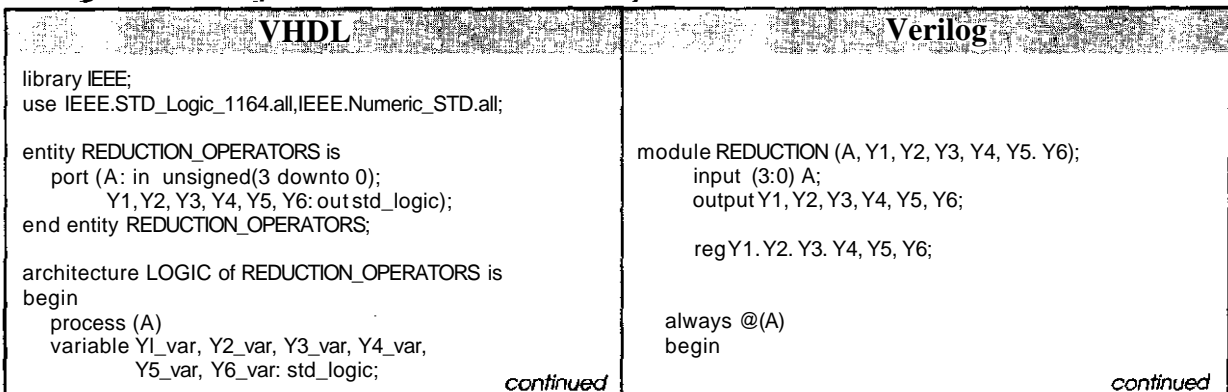 VHDL
library IEEE;
use IEEE.STD_Logic_1164.all,IEEE.Numeric_STD.all;
entity REDUCTION_OPERATORS is
port (A: in unsigned(3 downto 0);
Y1, Y2, Y3, Y4, Y5, Y6: out std_logic);
end entity REDUCTION_OPERATORS;
architecture LOGIC of REDUCTION_OPERATORS is
begin
process (A)
variable Yl_var, Y2_var, Y3_var, Y4_var,
Y5_var, Y6_var: std_logic;
continued
Verilog
module REDUCTION (A, Y1, Y2, Y3, Y4, Y5. Y6);
input (3:0) A;
output Y1, Y2, Y3, Y4, Y5, Y6;
reg Y1. Y2. Y3. Y4, Y5, Y6;
always @(A)
begin
continued